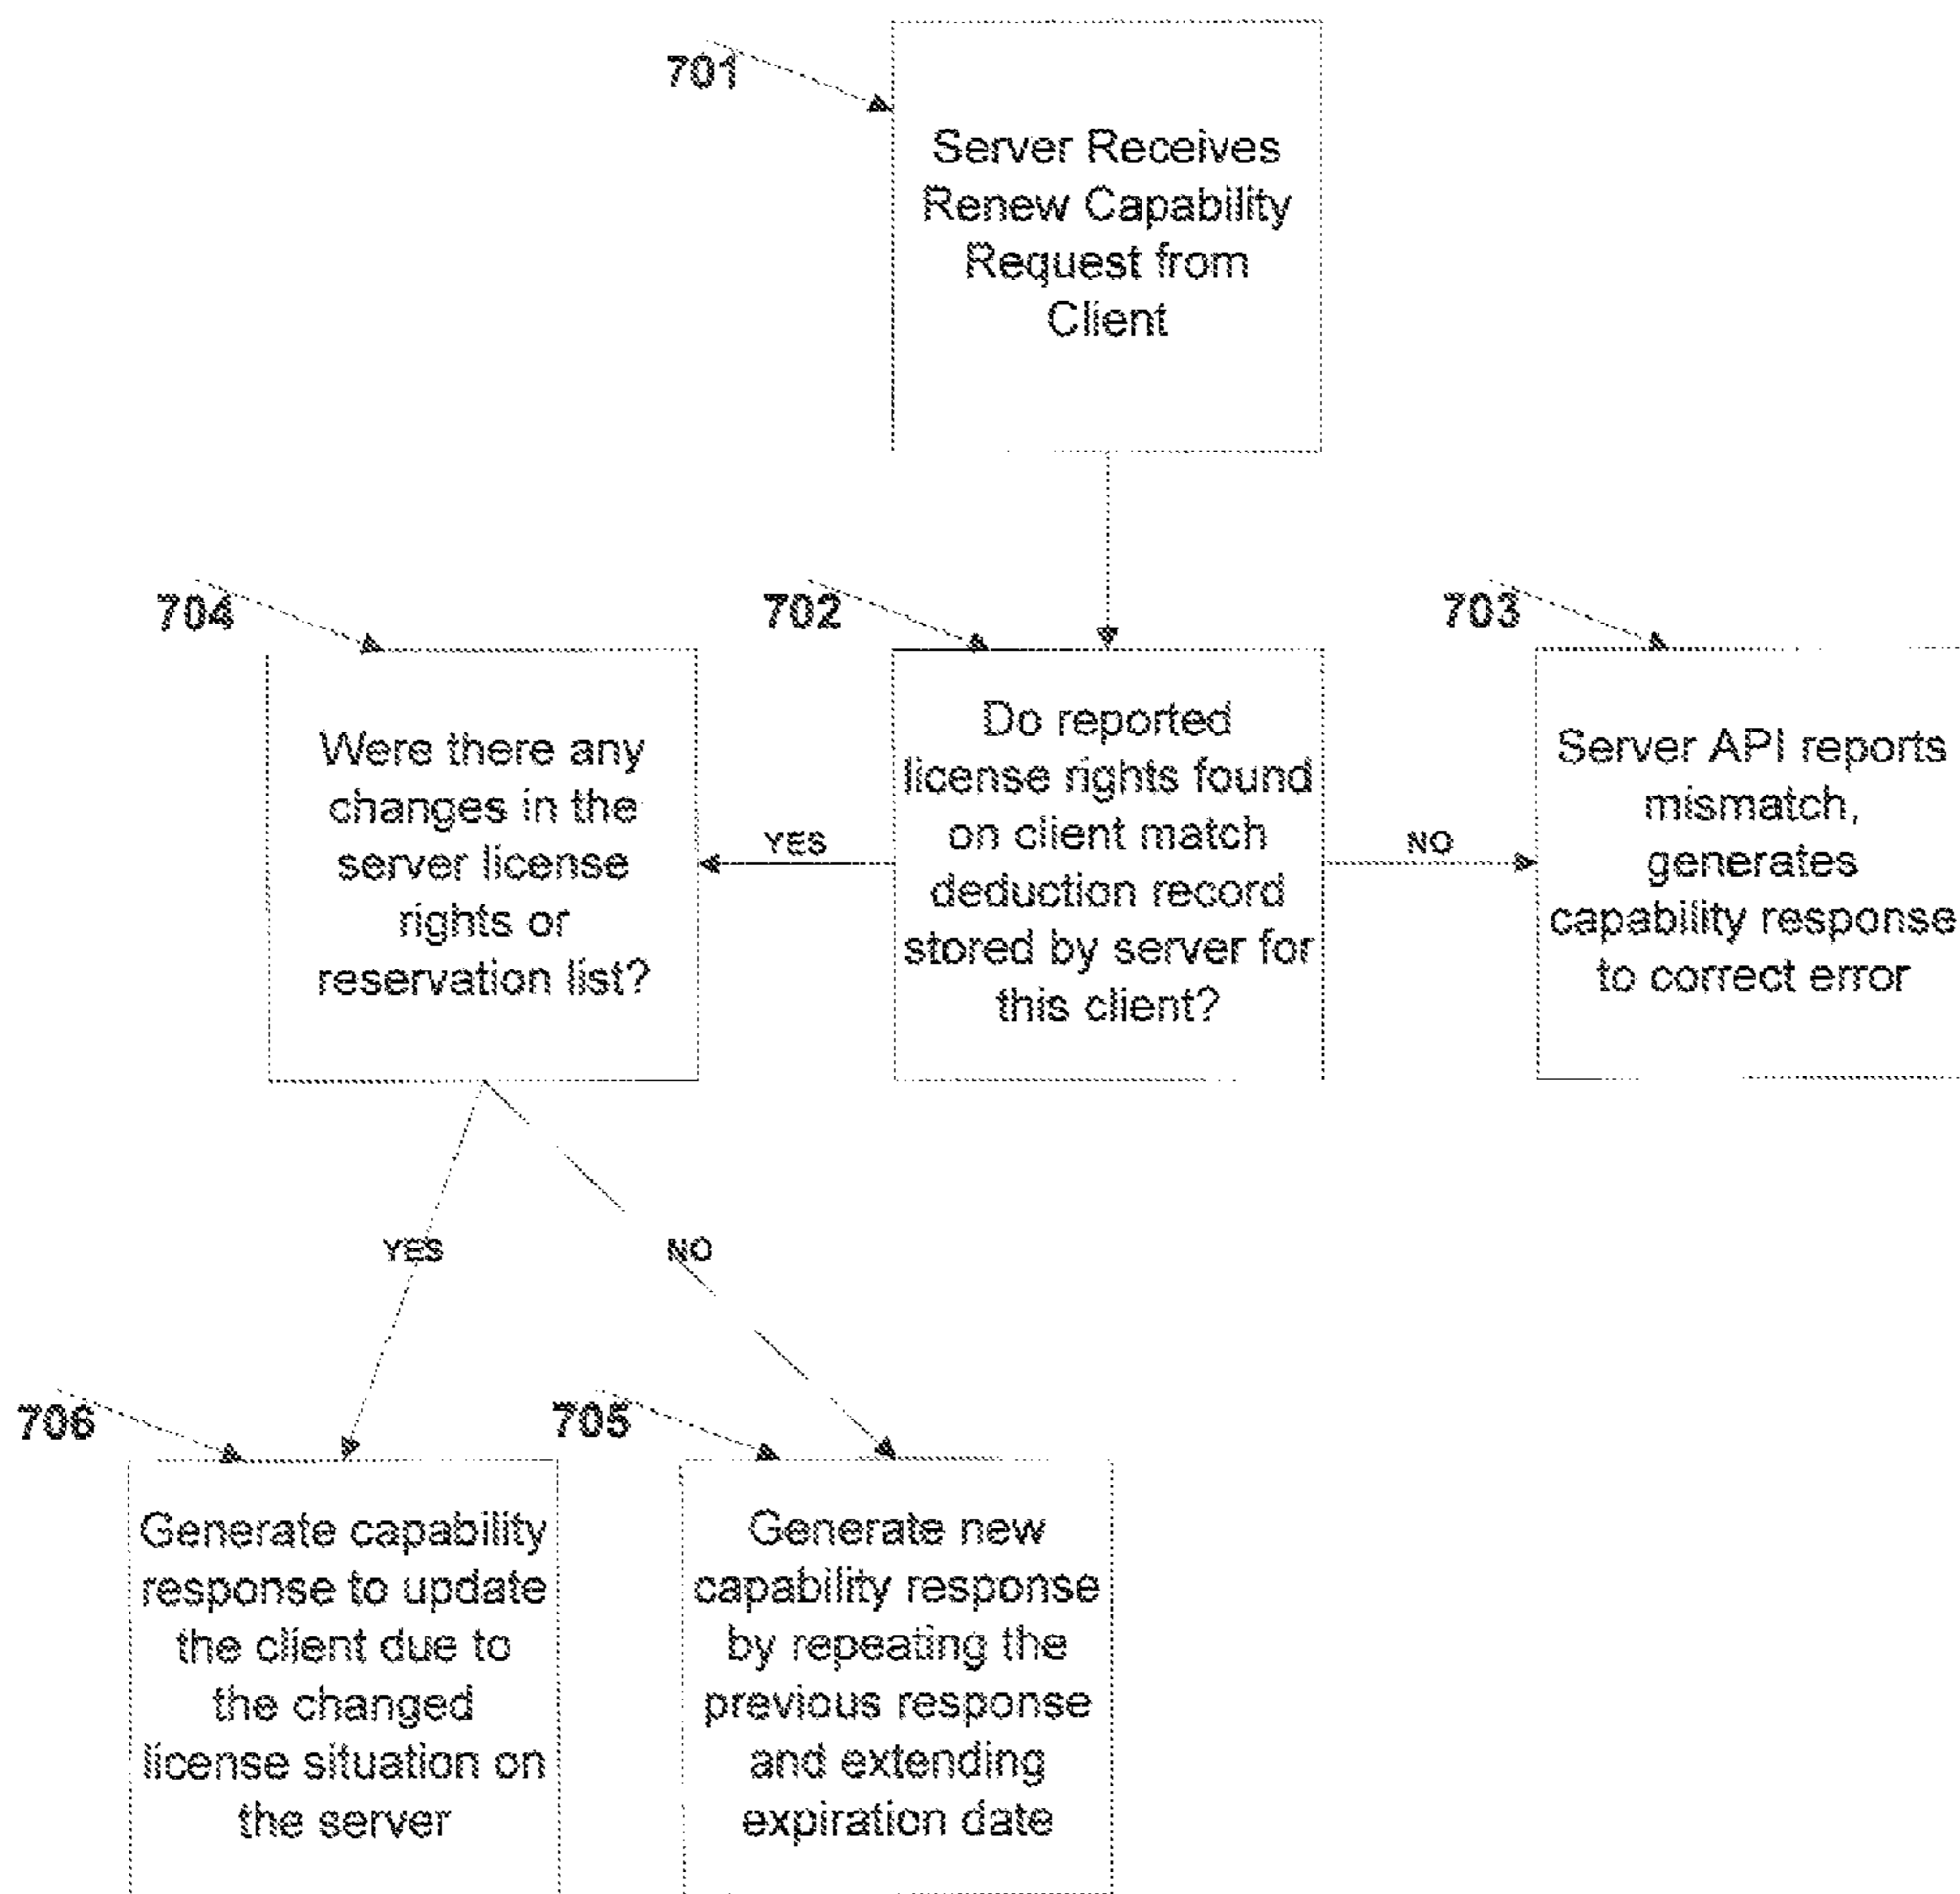 701
Server Receives
Renew Capability
Request from
Client
704
702
703
Were there any
changes in the
server license
rights or
reservation list?
YES
Do reported
license rights found
on client match
deduction record
stored by server for
this client?
NO
Server API reports
mismatch,
generates
capability response
to correct error
YES
NO
706
705
Generate capability
response to update
the client due to
the changed
license situation on
the server
Generate new
capability response
by repeating the
previous response
and extending
expiration date